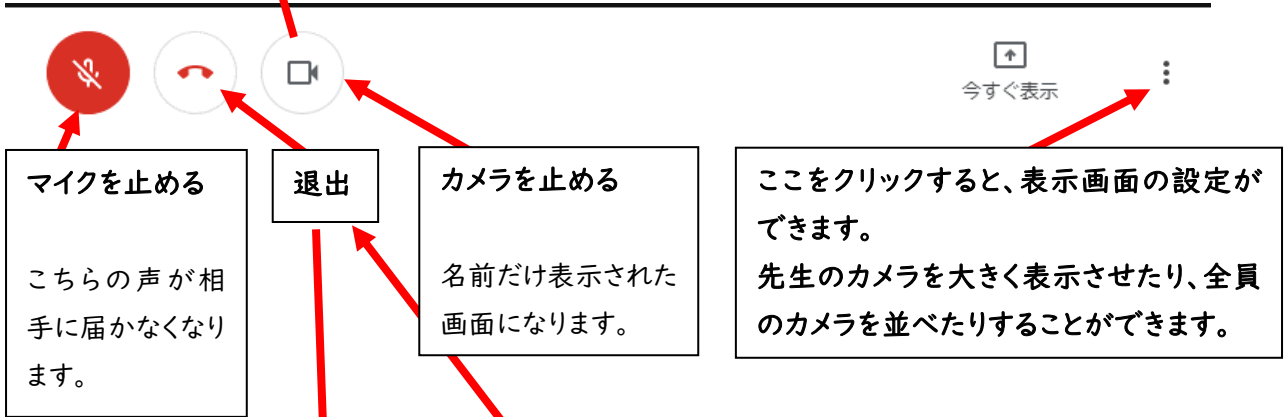 今すぐ表示
マイクを止める
こちらの声が相
手に届かなくなり
ます。
退出
カメラを止める
名前だけ表示された
画面になります。
ここをクリックすると、表示画面の設定が
できます。
先生のカメラを大きく表示させたり、全員
のカメラを並べたりすることができます。